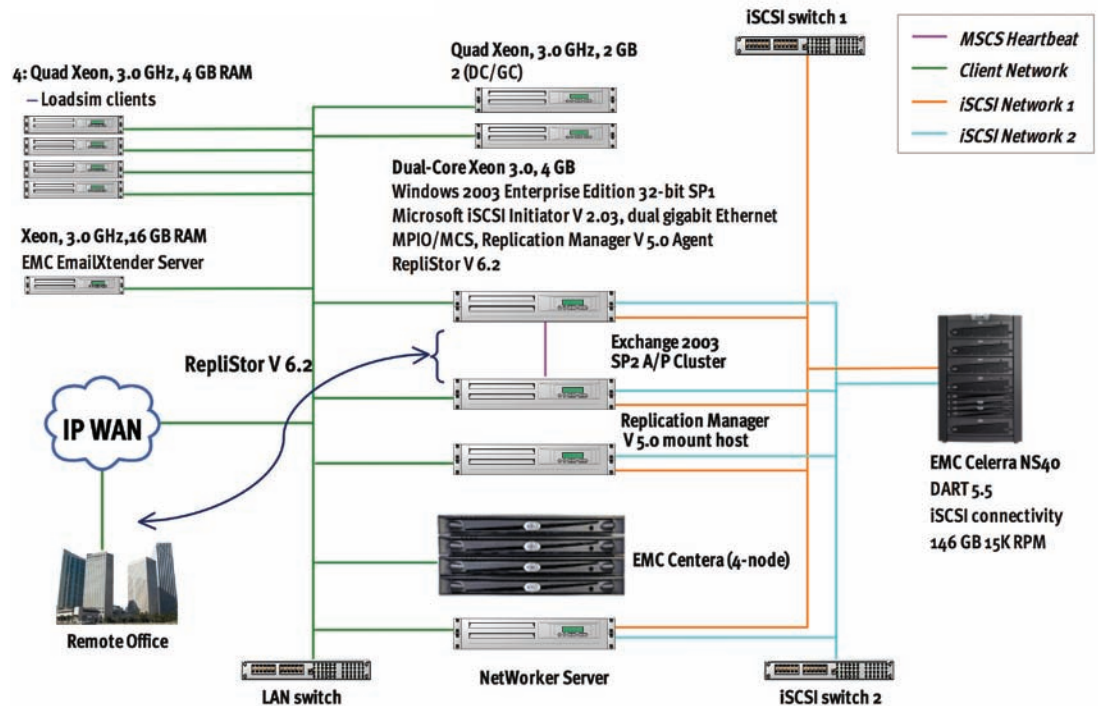 iSCSI switch 1
MSCS Heartbeat
Client Network
iSCSI Network 1
iSCSI Network 2
Quad Xeon, 3.0 GHz, 2 GB
2 (DC/GC)
4: Quad Xeon, 3.0 GHz, 4 GB RAM
– Loadsim clients
Dual-Core Xeon 3.0, 4 GB
Windows 2003 Enterprise Edition 32-bit SP1
Microsoft iSCSI Initiator V 2.03, dual gigabit Ethernet
MPIO/MCS, Replication Manager V 5.0 Agent
RepliStor V 6.2
Xeon, 3.0 GHz,16 GB RAM
EMC EmailXtender Server
RepliStor V 6.2
Exchange 2003
SP2 A/P Cluster
IP WAN
Replication Manager
V 5.0 mount host
EMC Celerra NS40
DART 5.5
iSCSI connectivity
146 GB 15K RPM
EMC Centera (4-node)
Remote Office
NetWorker Server
LAN switch
iSCSI switch 2